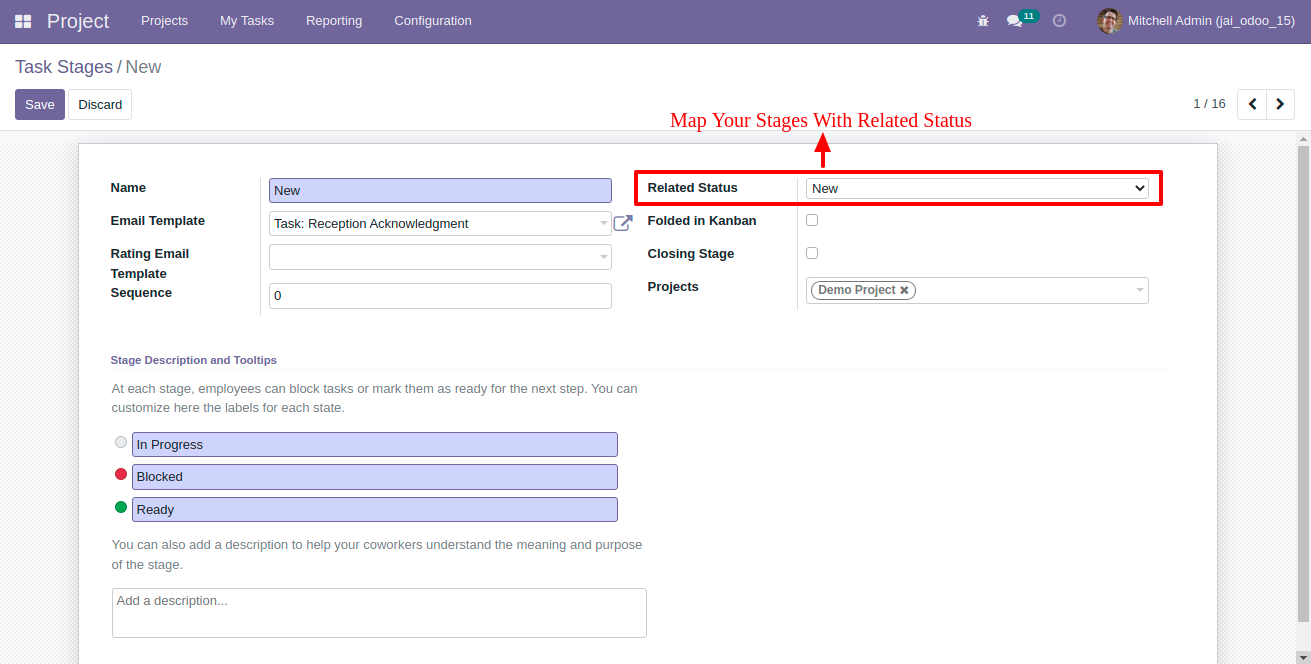 Project Projects My Tasks Reporting Configuration 11 Mitchell Admin (jai_odoo_15)
Task Stages / New
Save Discard 1 / 16
Map Your Stages With Related Status
Name New Related Status New
Email Template Task: Reception Acknowledgment Folded in Kanban
Rating Email Closing Stage
Template
Sequence 0 Projects Demo Project ✖
Stage Description and Tooltips
At each stage, employees can block tasks or mark them as ready for the next step. You can
customize here the labels for each state.
In Progress
Blocked
Ready
You can also add a description to help your coworkers understand the meaning and purpose
of the stage.
Add a description...